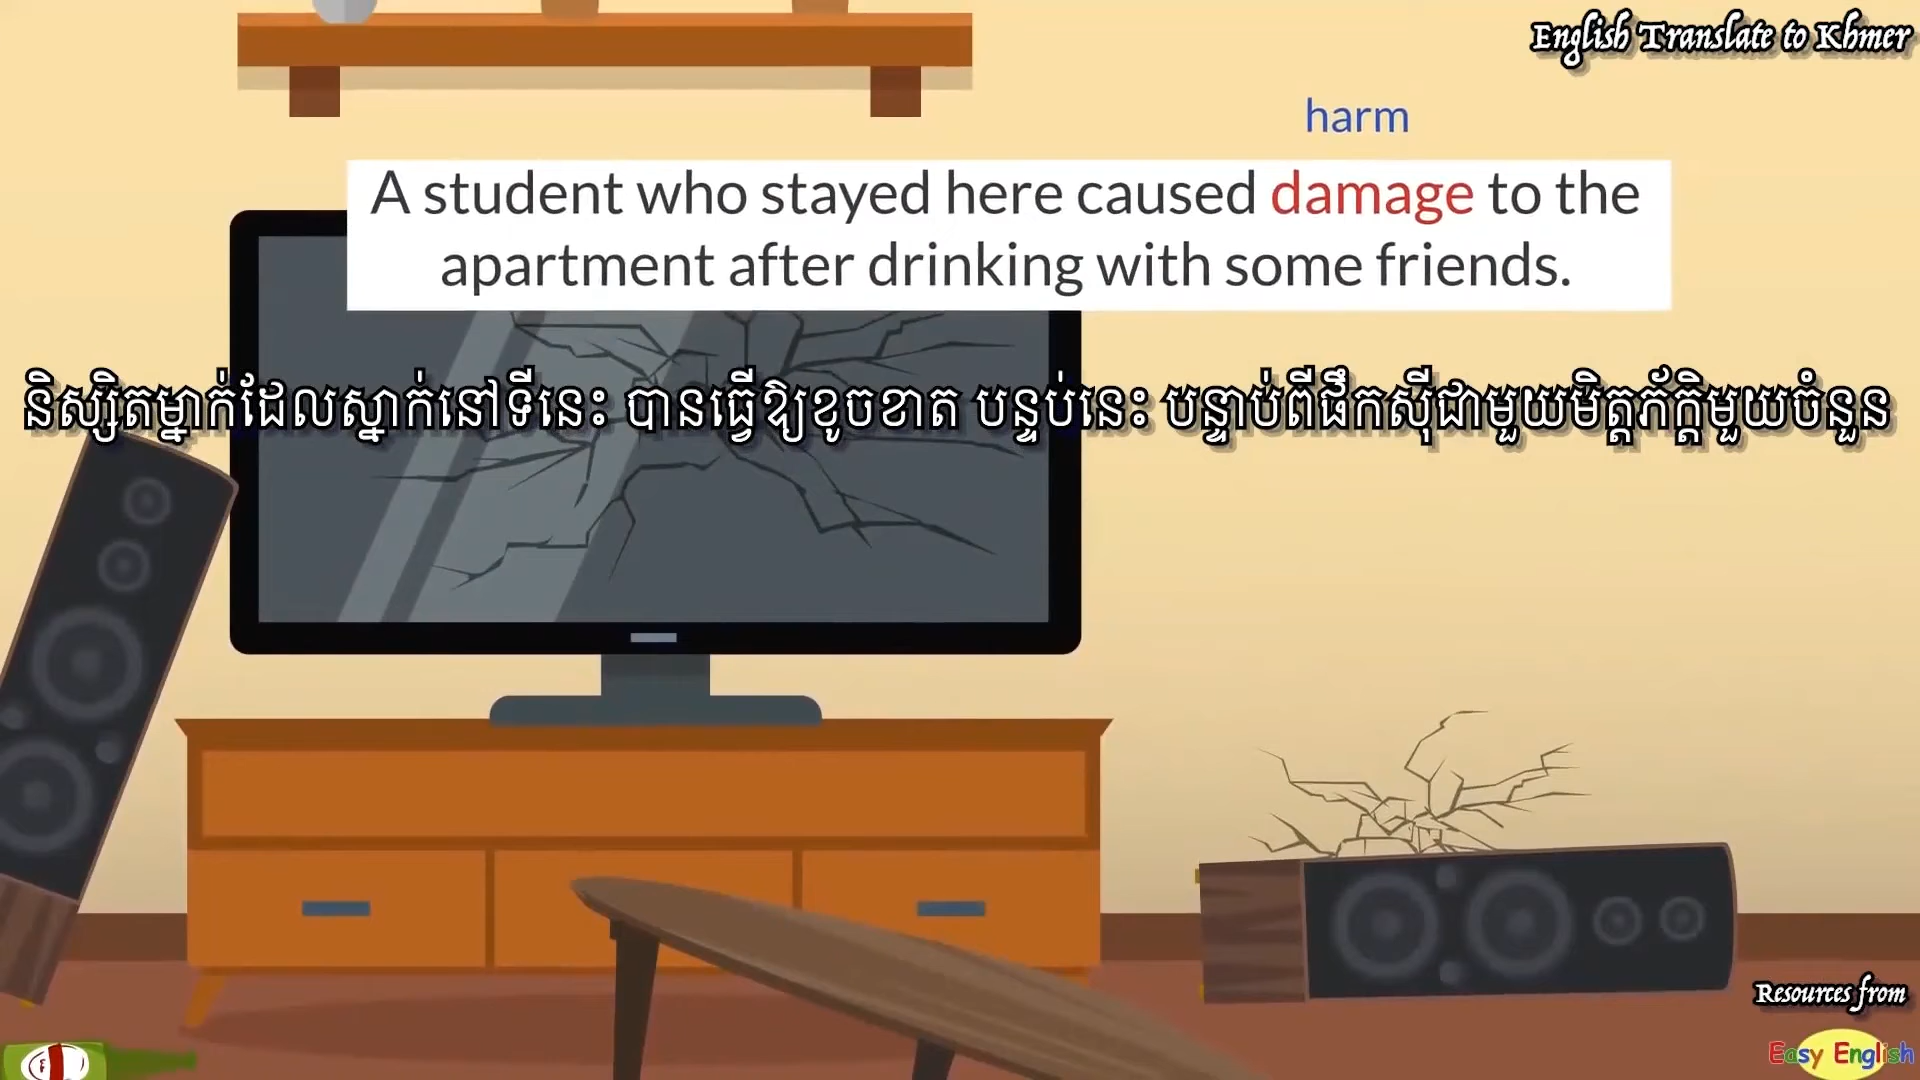 English Translate to Khmer
harm
A student who stayed here caused damage to the
apartment after drinking with some friends.
និស្សិតម្នាក់ដែលស្នាក់នៅទីនេះ បានធ្វើឱ្យខូចខាត បន្ទប់នេះ បន្ទាប់ពីផឹកស៊ីជាមួយមិត្តភ័ក្តិមួយចំនួន
Resources from
Easy English